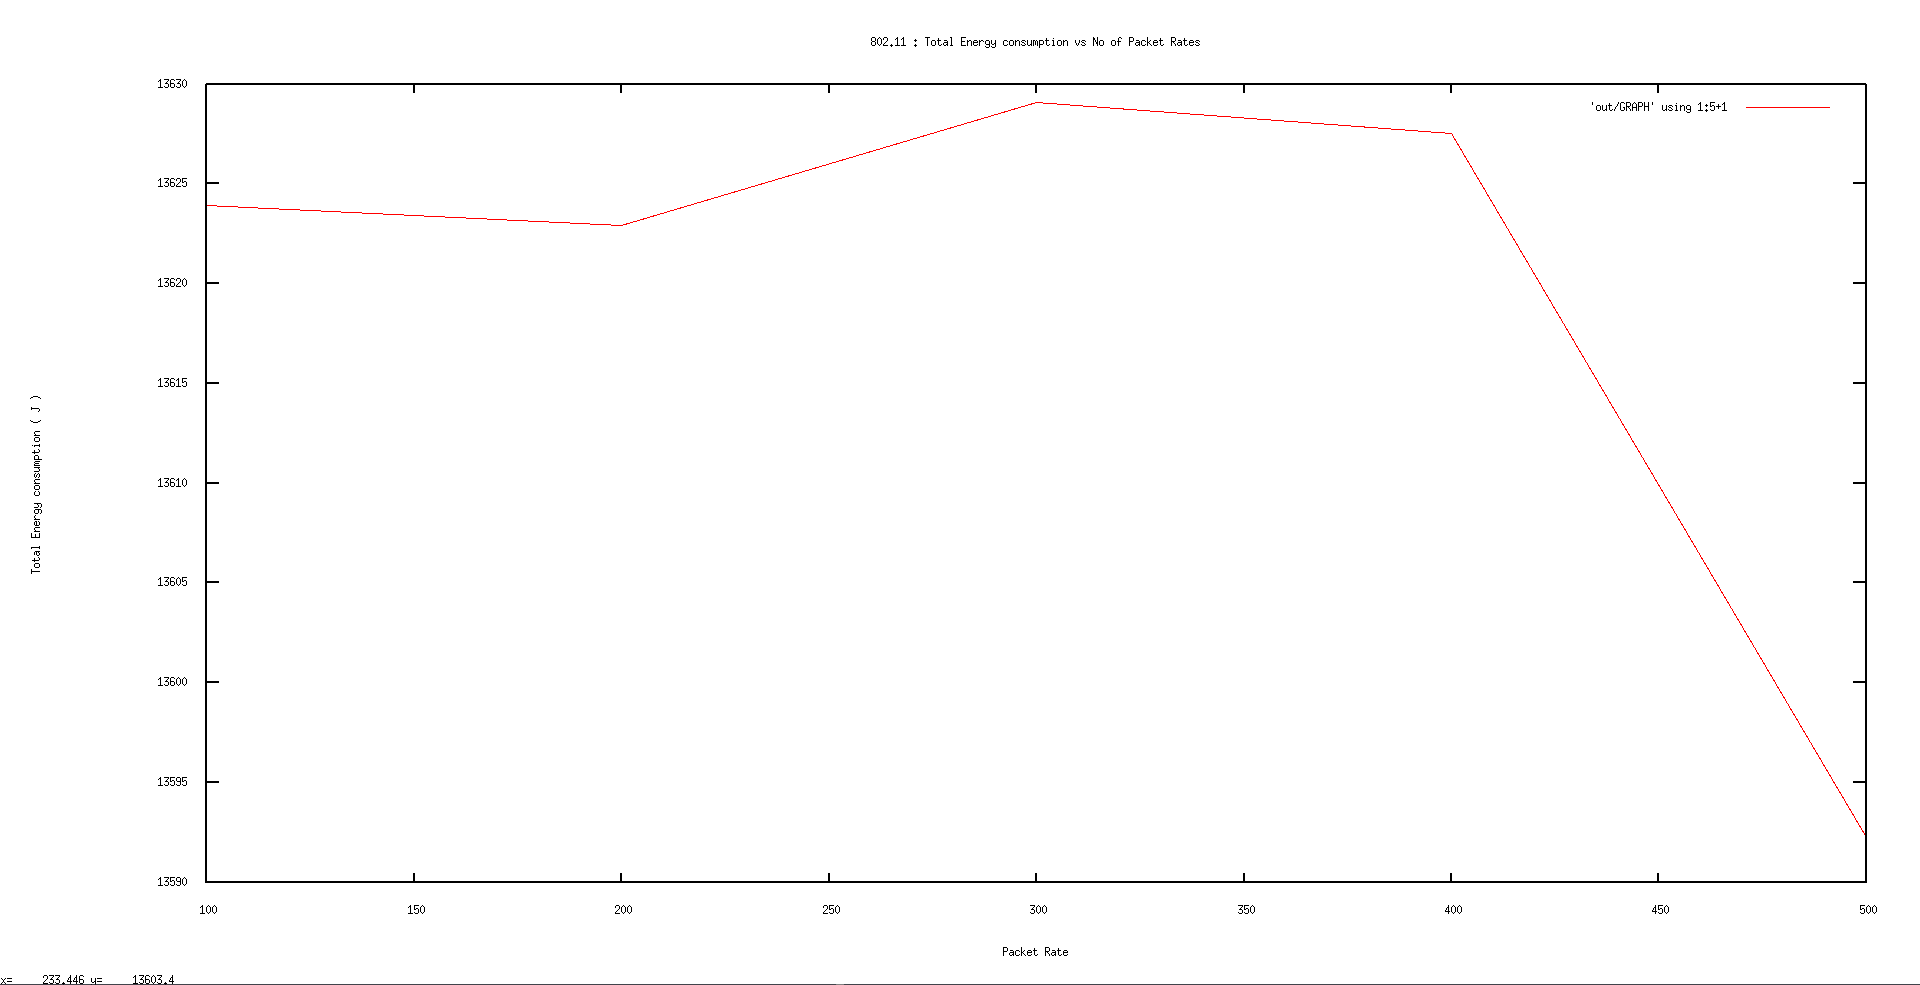 802.11 : Total Energy consumption vs No of Packet Rates
'out/GRAPH' using 1:5+1
13630
13625
13620
13615
13610
13605
13600
13595
13590
Total Energy consumption ( J )
100 150 200 250 300 350 400 450 500
Packet Rate
x= 233.446 y= 13603.4